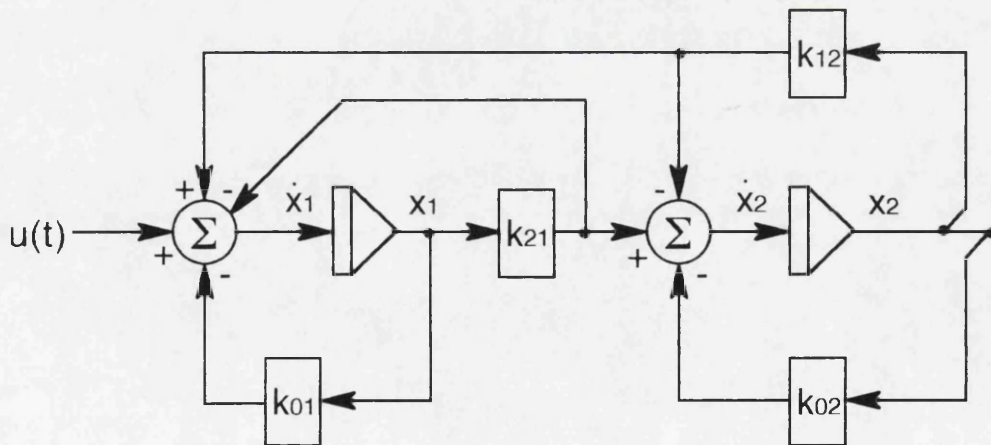 k12
+ - -
ẋ1 x1 ẋ2 x2
u(t) Σ k21 Σ
+ +
- -
k01 k02